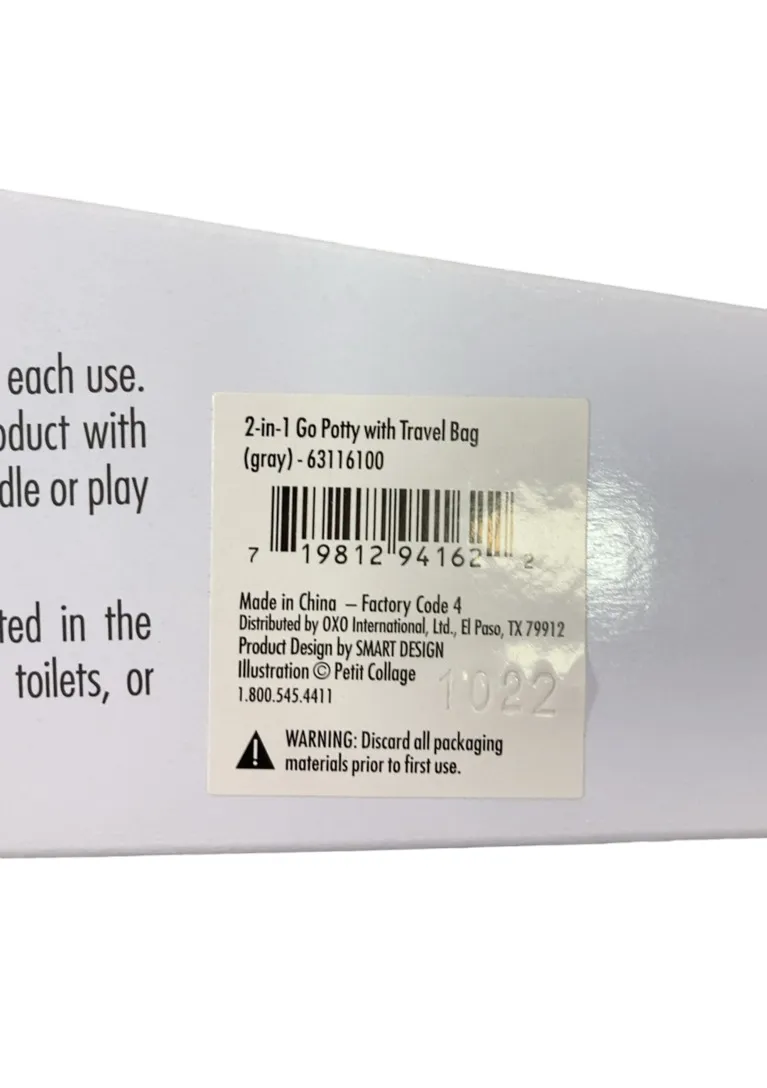 each use.
oduct with
dle or play
ted in the
toilets, or
2-in-1 Go Potty with Travel Bag
(gray) - 63116100
7 19812 94162 2
Made in China – Factory Code 4
Distributed by OXO International, Ltd., El Paso, TX 79912
Product Design by SMART DESIGN
Illustration © Petit Collage
1.800.545.4411
1022
WARNING: Discard all packaging
materials prior to first use.